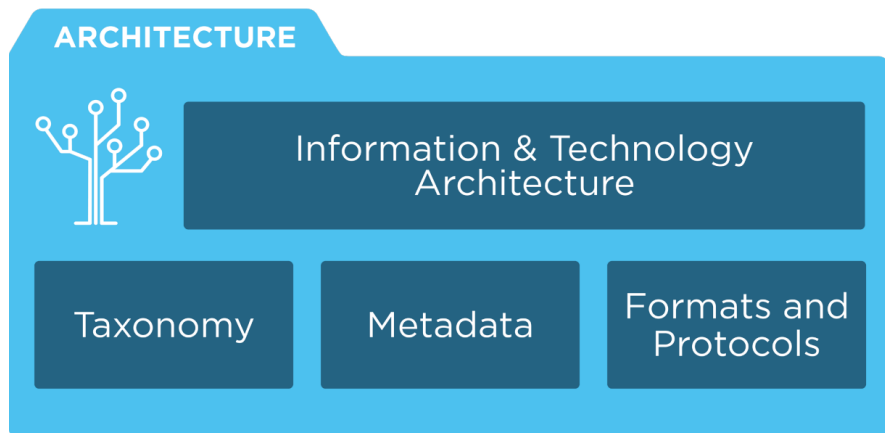 ARCHITECTURE
Information & Technology
Architecture
Taxonomy
Metadata
Formats and
Protocols